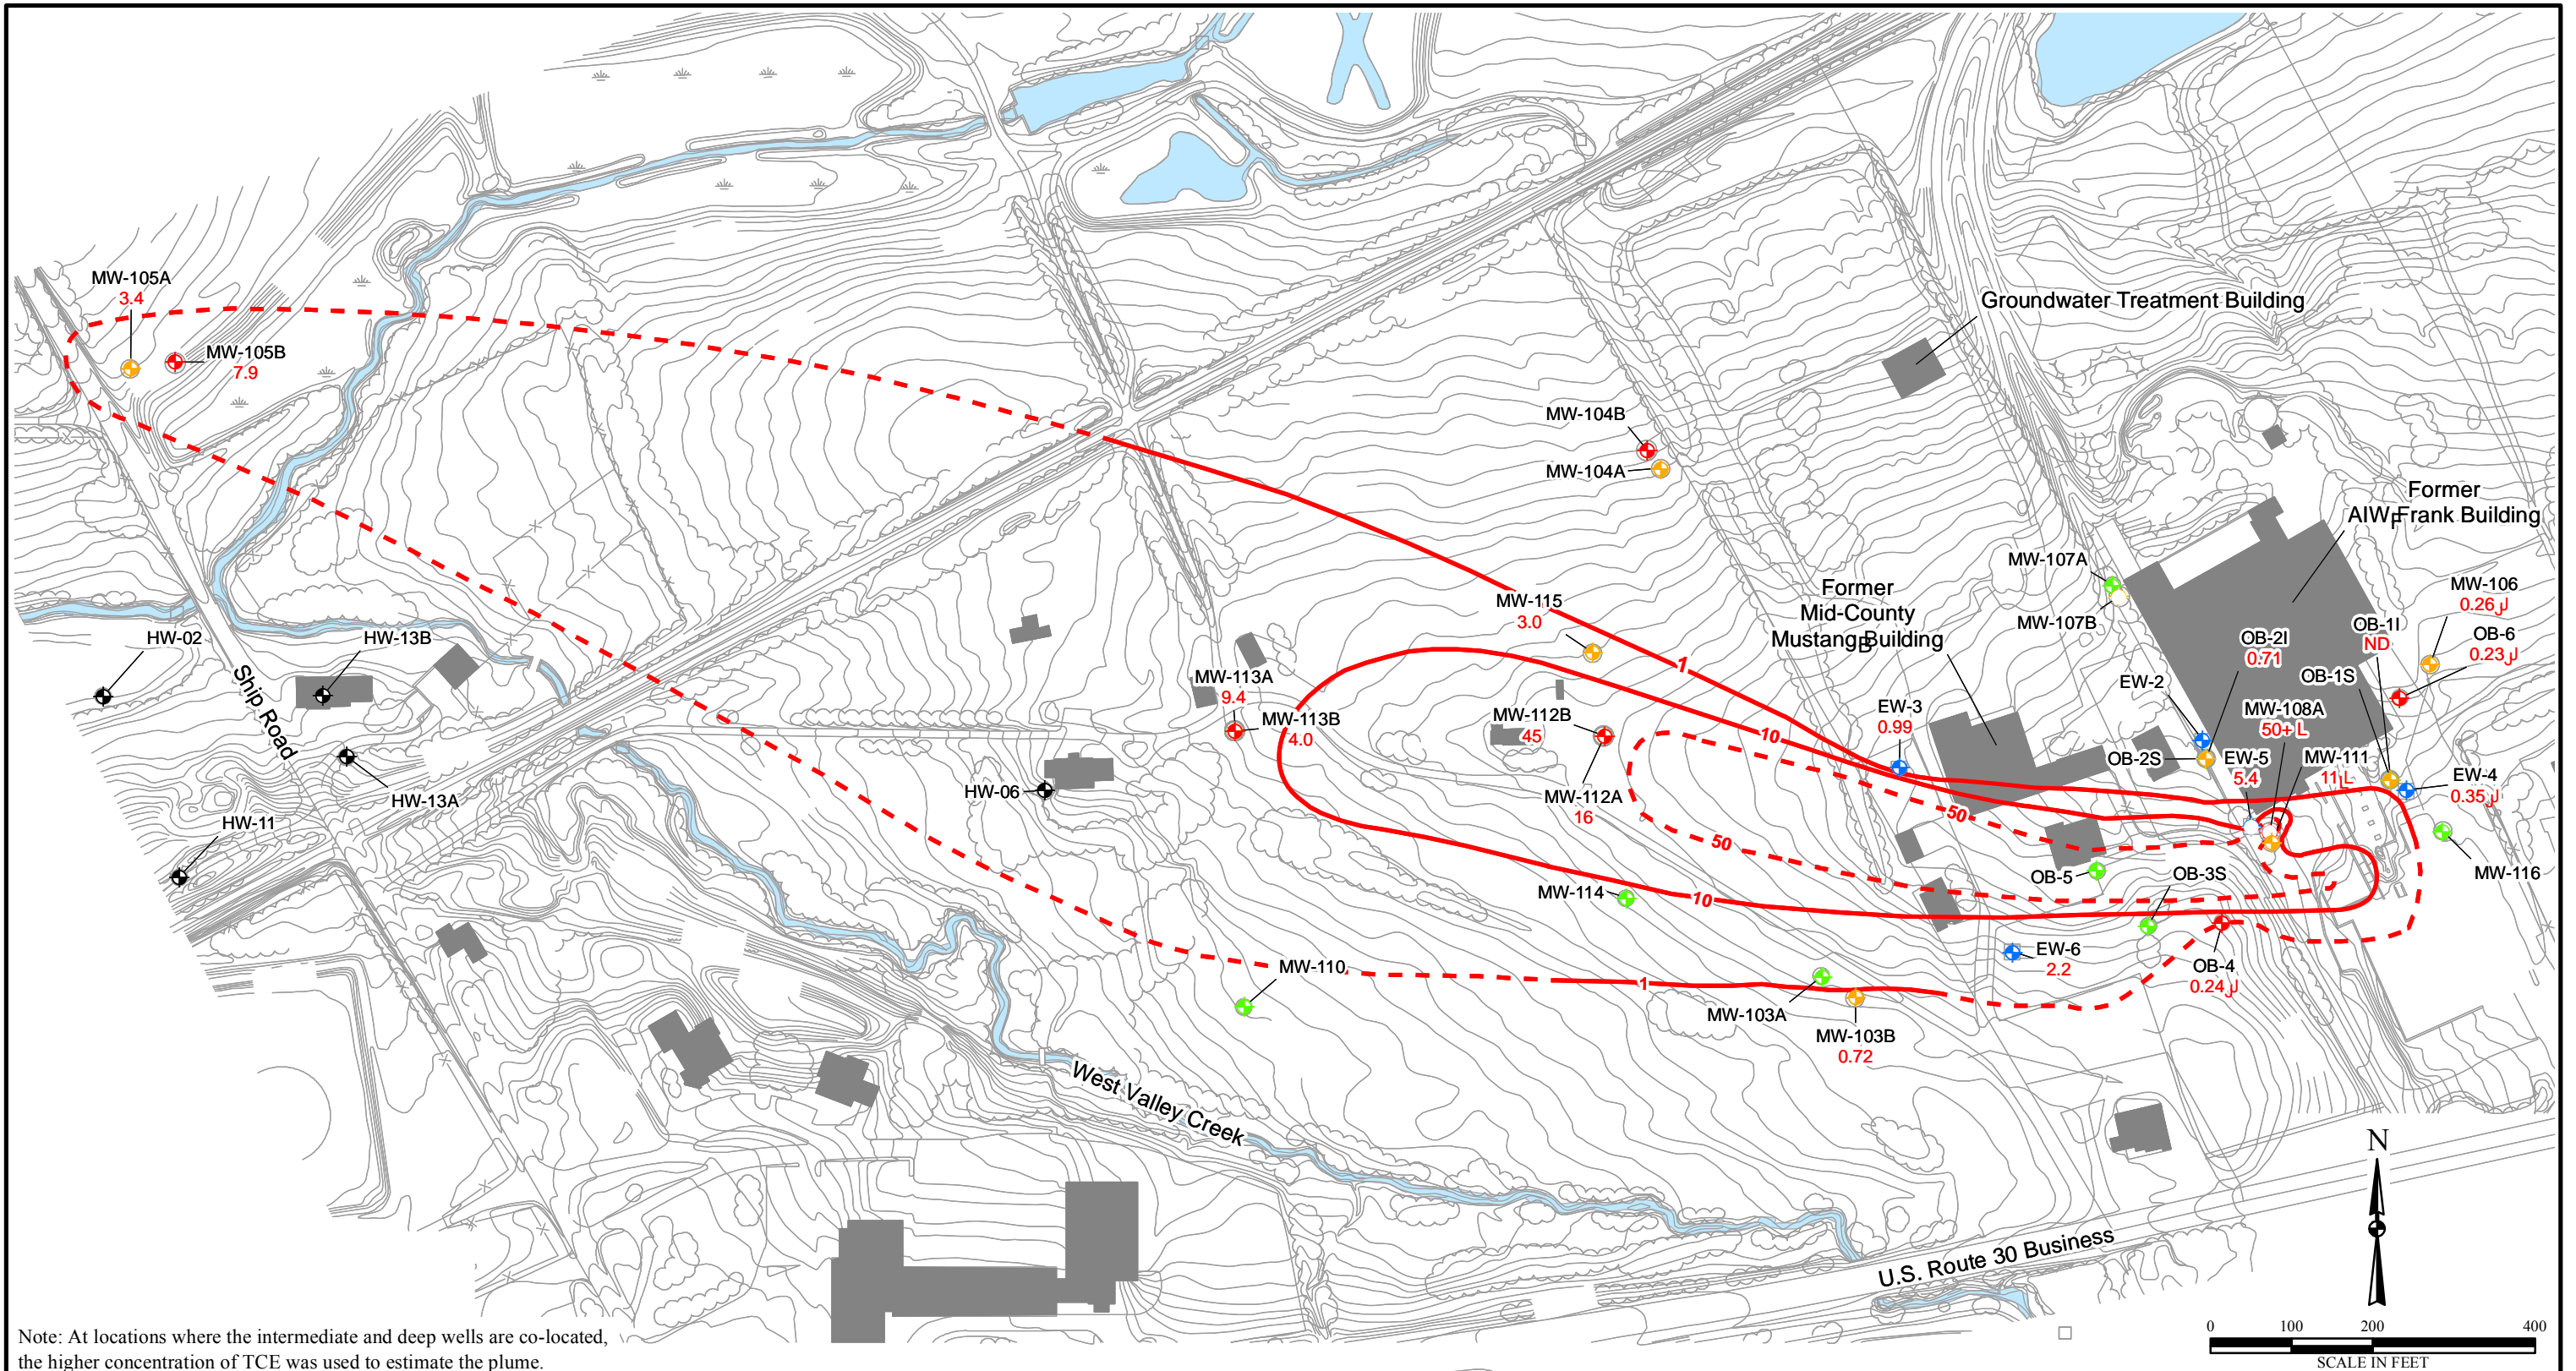 MW-105A
3.4
MW-105B
7.9
Groundwater Treatment Building
MW-104B
MW-104A
Former
AIW Frank Building
MW-107A
MW-107B
Former
Mid-County
Mustang Building
MW-115
3.0
MW-106
0.26 J
OB-1I
ND
OB-6
0.23 J
OB-2I
0.71
OB-1S
HW-02
HW-13B
Ship Road
MW-113A
9.4
MW-113B
4.0
MW-112B
45
MW-112A
16
EW-3
0.99
EW-2
MW-108A
50+ L
OB-2S
EW-5
5.4
MW-111
11 L
EW-4
0.35 J
HW-06
HW-13A
HW-11
1
10
50
50
10
1
MW-114
OB-5
OB-3S
MW-116
EW-6
2.2
OB-4
0.24 J
MW-110
MW-103A
MW-103B
0.72
West Valley Creek
U.S. Route 30 Business
N
0 100 200 400
SCALE IN FEET
Note: At locations where the intermediate and deep wells are co-located,
the higher concentration of TCE was used to estimate the plume.